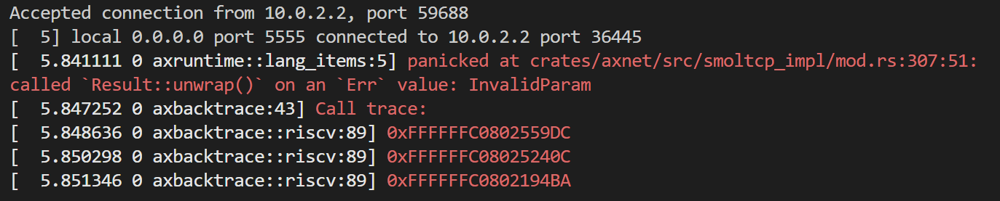 Accepted connection from 10.0.2.2, port 59688
[  5] local 0.0.0.0 port 5555 connected to 10.0.2.2 port 36445
[  5.841111 0 axruntime::lang_items:5] panicked at crates/axnet/src/smoltcp_impl/mod.rs:307:51:
called `Result::unwrap()` on an `Err` value: InvalidParam
[  5.847252 0 axbacktrace:43] Call trace:
[  5.848636 0 axbacktrace::riscv:89] 0xFFFFFFC0802559DC
[  5.850298 0 axbacktrace::riscv:89] 0xFFFFFFC08025240C
[  5.851346 0 axbacktrace::riscv:89] 0xFFFFFFC0802194BA